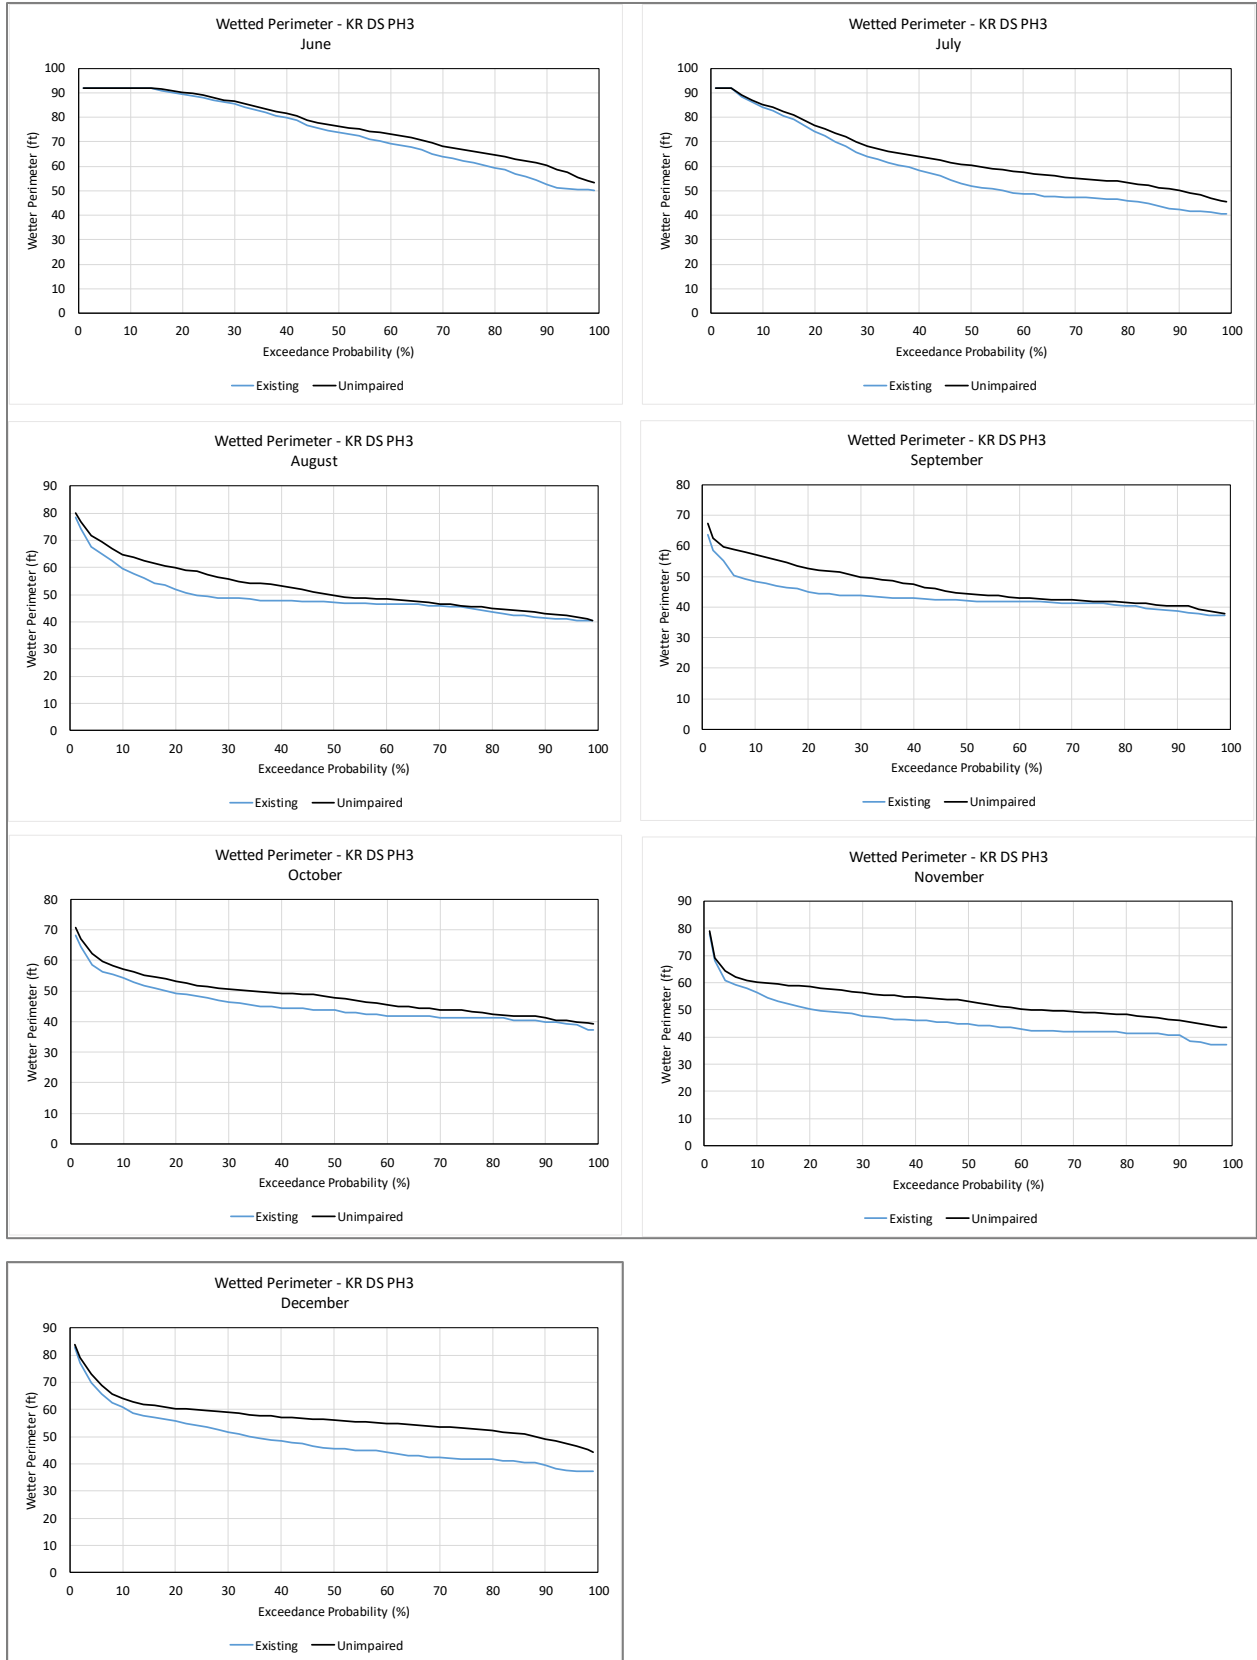 Wetted Perimeter - KR DS PH3
June
Wetter Perimeter (ft)
100
90
80
70
60
50
40
30
20
10
0
0 10 20 30 40 50 60 70 80 90 100
Exceedance Probability (%)
Existing Unimpaired
Wetted Perimeter - KR DS PH3
July
Wetter Perimeter (ft)
100
90
80
70
60
50
40
30
20
10
0
0 10 20 30 40 50 60 70 80 90 100
Exceedance Probability (%)
Existing Unimpaired
Wetted Perimeter - KR DS PH3
August
Wetter Perimeter (ft)
90
80
70
60
50
40
30
20
10
0
0 10 20 30 40 50 60 70 80 90 100
Exceedance Probability (%)
Existing Unimpaired
Wetted Perimeter - KR DS PH3
September
Wetter Perimeter (ft)
80
70
60
50
40
30
20
10
0
0 10 20 30 40 50 60 70 80 90 100
Exceedance Probability (%)
Existing Unimpaired
Wetted Perimeter - KR DS PH3
October
Wetter Perimeter (ft)
80
70
60
50
40
30
20
10
0
0 10 20 30 40 50 60 70 80 90 100
Exceedance Probability (%)
Existing Unimpaired
Wetted Perimeter - KR DS PH3
November
Wetter Perimeter (ft)
90
80
70
60
50
40
30
20
10
0
0 10 20 30 40 50 60 70 80 90 100
Exceedance Probability (%)
Existing Unimpaired
Wetted Perimeter - KR DS PH3
December
Wetter Perimeter (ft)
90
80
70
60
50
40
30
20
10
0
0 10 20 30 40 50 60 70 80 90 100
Exceedance Probability (%)
Existing Unimpaired